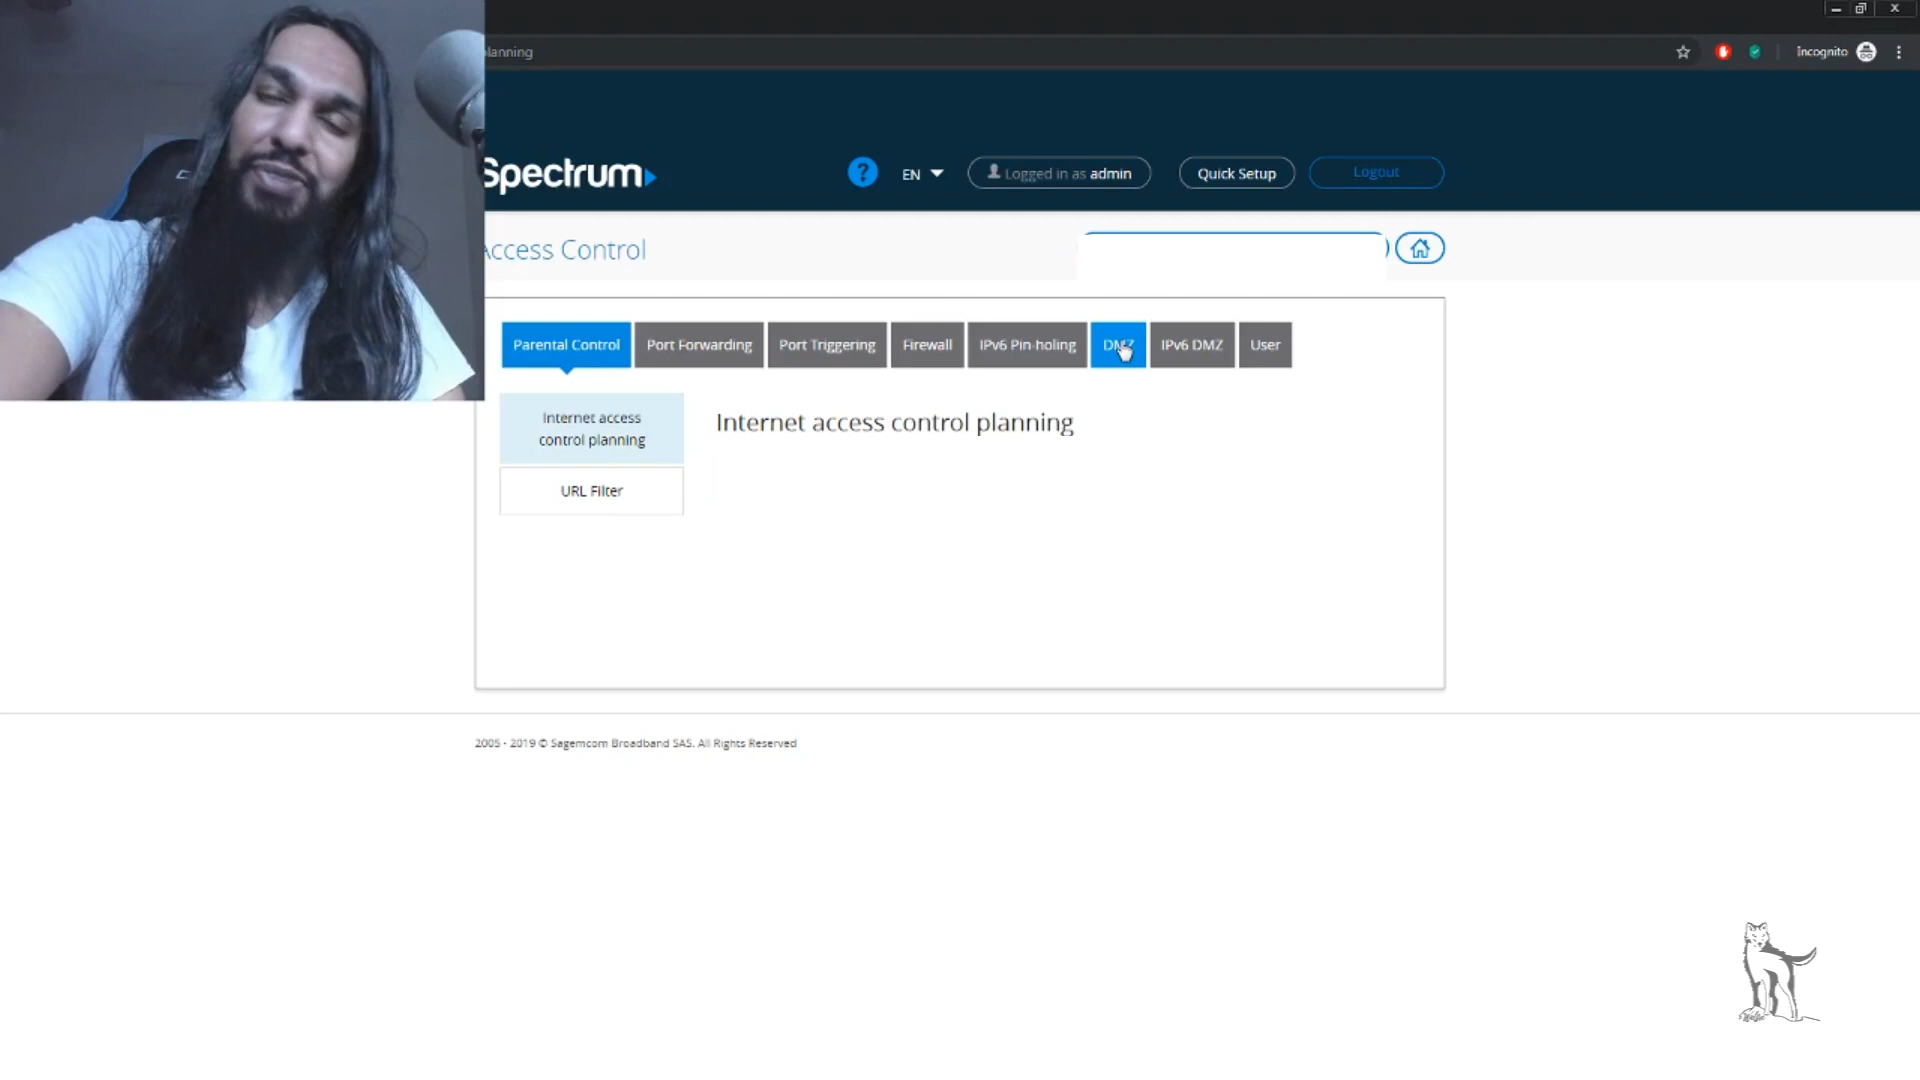 lanning
Incognito
Spectrum
?
EN
Logged in as admin
Quick Setup
Logout
Access Control
Parental Control
Port Forwarding
Port Triggering
Firewall
IPv6 Pin-holing
DMZ
IPv6 DMZ
User
Internet access
control planning
Internet access control planning
URL Filter
2005 - 2019 © Sagemcom Broadband SAS. All Rights Reserved